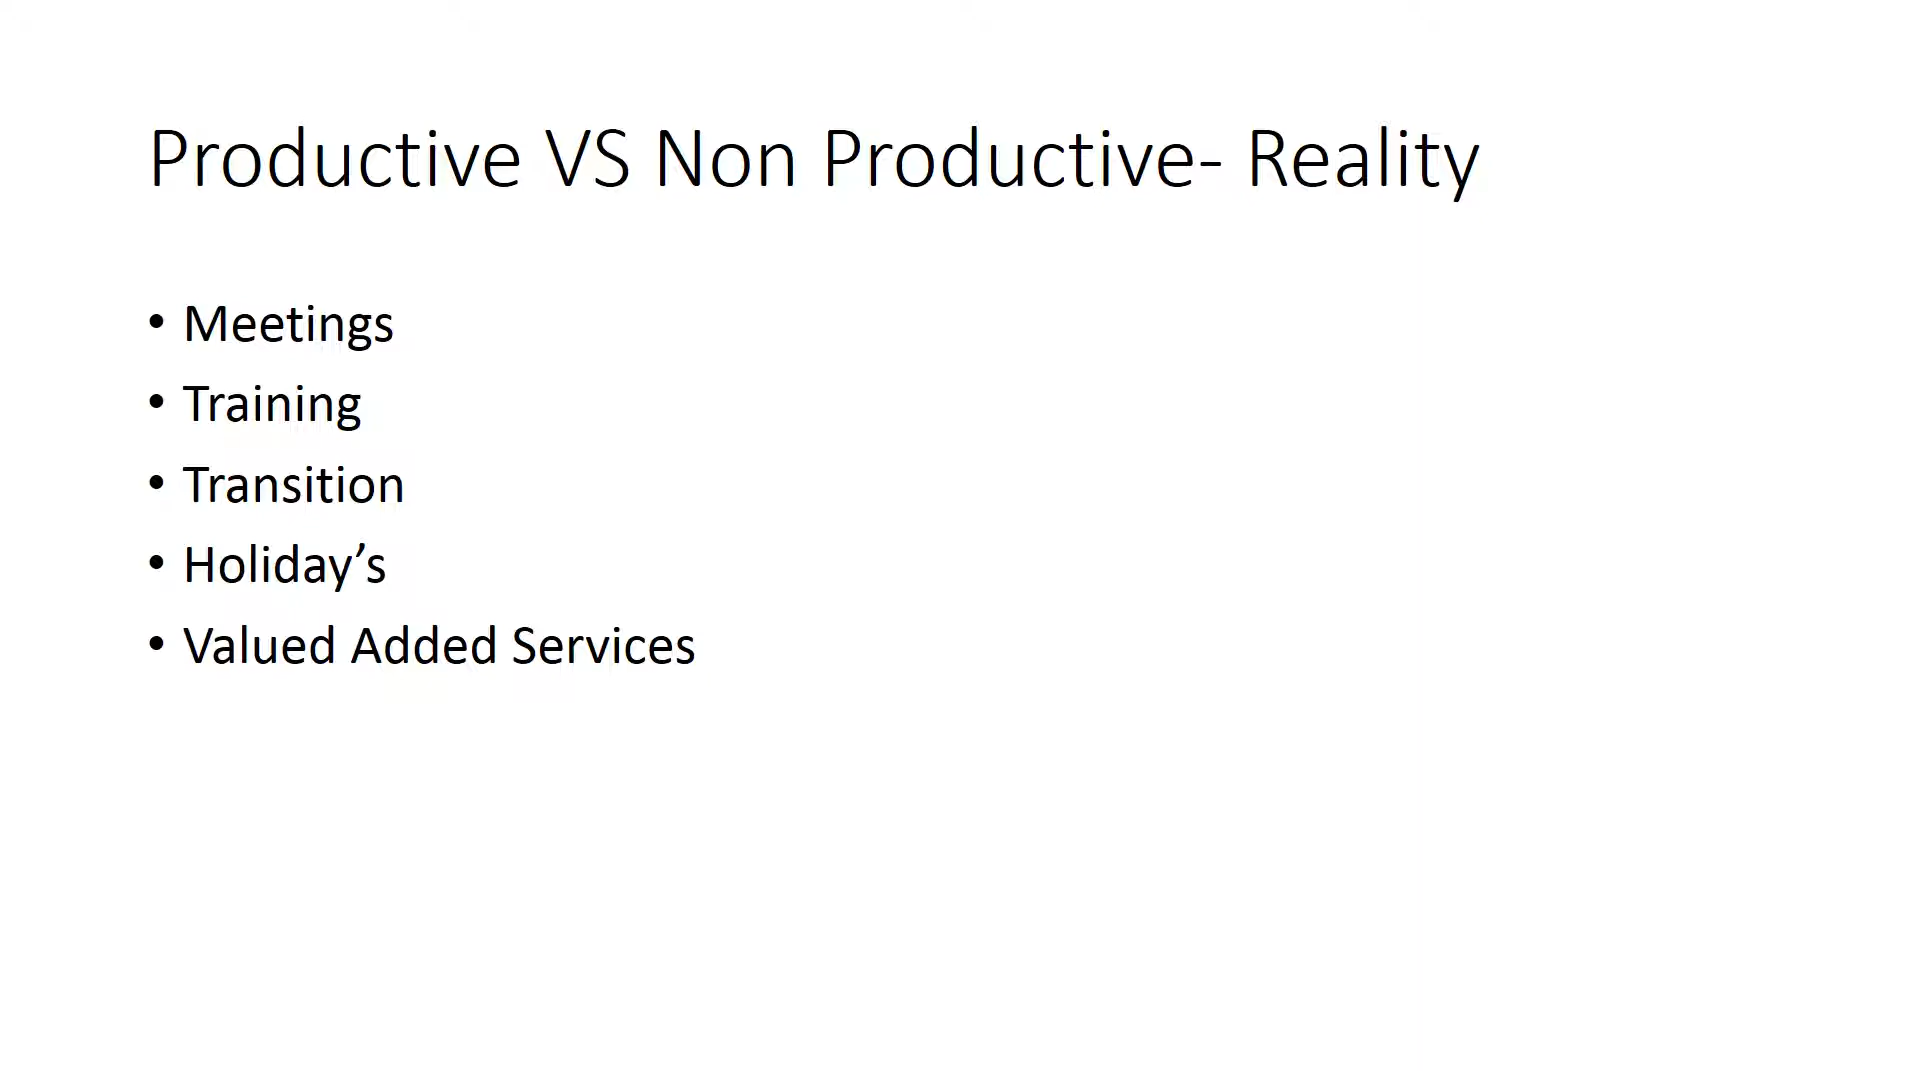 Productive VS Non Productive- Reality
• Meetings
• Training
• Transition
• Holiday’s
• Valued Added Services